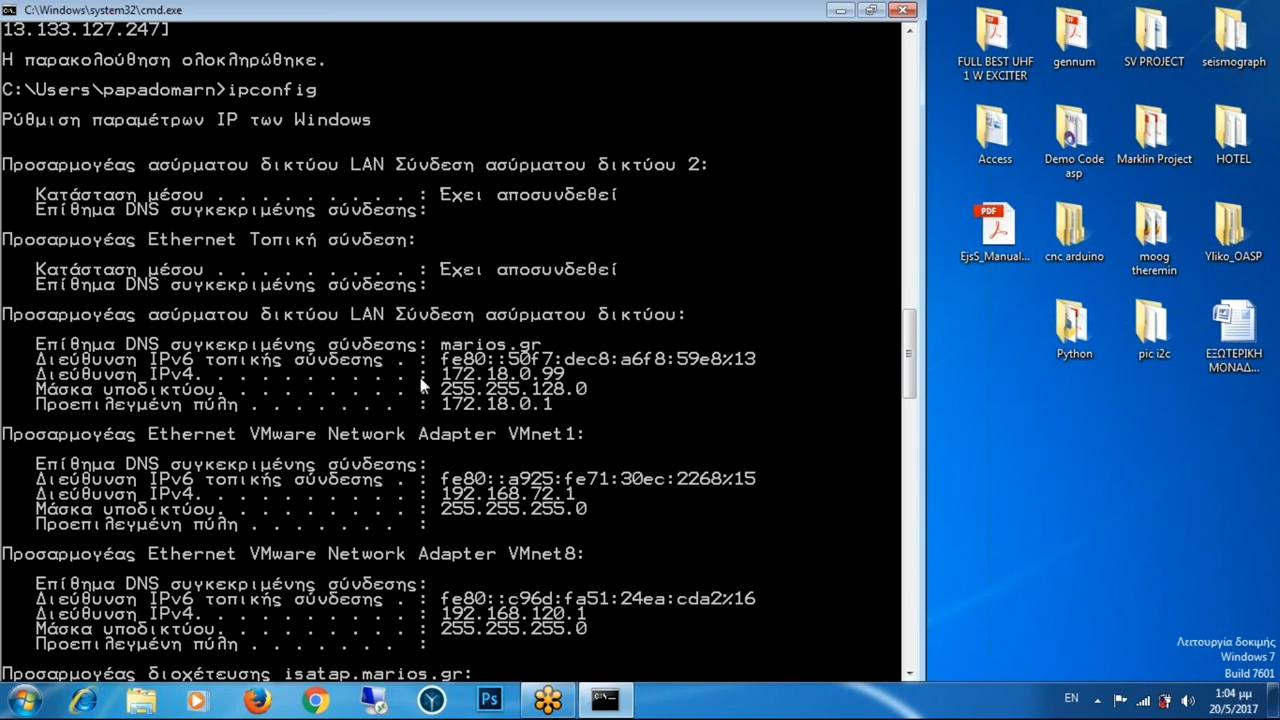 C:\Windows\system32\cmd.exe
13.133.127.247]
Η παρακολούθηση ολοκληρώθηκε.
C:\Users\papadomarn>ipconfig
Ρύθμιση παραμέτρων IP των Windows
Προσαρμογέας ασύρματου δικτύου LAN Σύνδεση ασύρματου δικτύου 2:
Κατάσταση μέσου . . . . . . . . . : Έχει αποσυνδεθεί
Επίθημα DNS συγκεκριμένης σύνδεσης:
Προσαρμογέας Ethernet Τοπική σύνδεση:
Κατάσταση μέσου . . . . . . . . . : Έχει αποσυνδεθεί
Επίθημα DNS συγκεκριμένης σύνδεσης:
Προσαρμογέας ασύρματου δικτύου LAN Σύνδεση ασύρματου δικτύου:
Επίθημα DNS συγκεκριμένης σύνδεσης: marios.gr
Διεύθυνση IPv6 τοπικής σύνδεσης . : fe80::50f7:dec8:a6f8:59e8%13
Διεύθυνση IPv4. . . . . . . . . . : 172.18.0.99
Μάσκα υποδικτύου. . . . . . . . . : 255.255.128.0
Προεπιλεγμένη πύλη . . . . . . . : 172.18.0.1
Προσαρμογέας Ethernet VMware Network Adapter VMnet1:
Επίθημα DNS συγκεκριμένης σύνδεσης:
Διεύθυνση IPv6 τοπικής σύνδεσης . : fe80::a925:fe71:30ec:2268%15
Διεύθυνση IPv4. . . . . . . . . . : 192.168.72.1
Μάσκα υποδικτύου. . . . . . . . . : 255.255.255.0
Προεπιλεγμένη πύλη . . . . . . . :
Προσαρμογέας Ethernet VMware Network Adapter VMnet8:
Επίθημα DNS συγκεκριμένης σύνδεσης:
Διεύθυνση IPv6 τοπικής σύνδεσης . : fe80::c96d:fa51:24ea:cda2%16
Διεύθυνση IPv4. . . . . . . . . . : 192.168.120.1
Μάσκα υποδικτύου. . . . . . . . . : 255.255.255.0
Προεπιλεγμένη πύλη . . . . . . . :
Προσαρμογέας διοχέτευσης isatap.marios.gr:
FULL BEST UHF
1 W EXCITER
gennum
SV PROJECT
seismograph
Access
Demo Code
asp
Marklin Project
HOTEL
PDF
EjsS_Manual...
cnc arduino
moog
theremin
Yliko_OASP
Python
pic i2c
ΕΞΩΤΕΡΙΚΗ
ΜΟΝΑΔ...
Λειτουργία δοκιμής
Windows 7
Build 7601
Ps
C:\
EN
1:04 μμ
20/5/2017